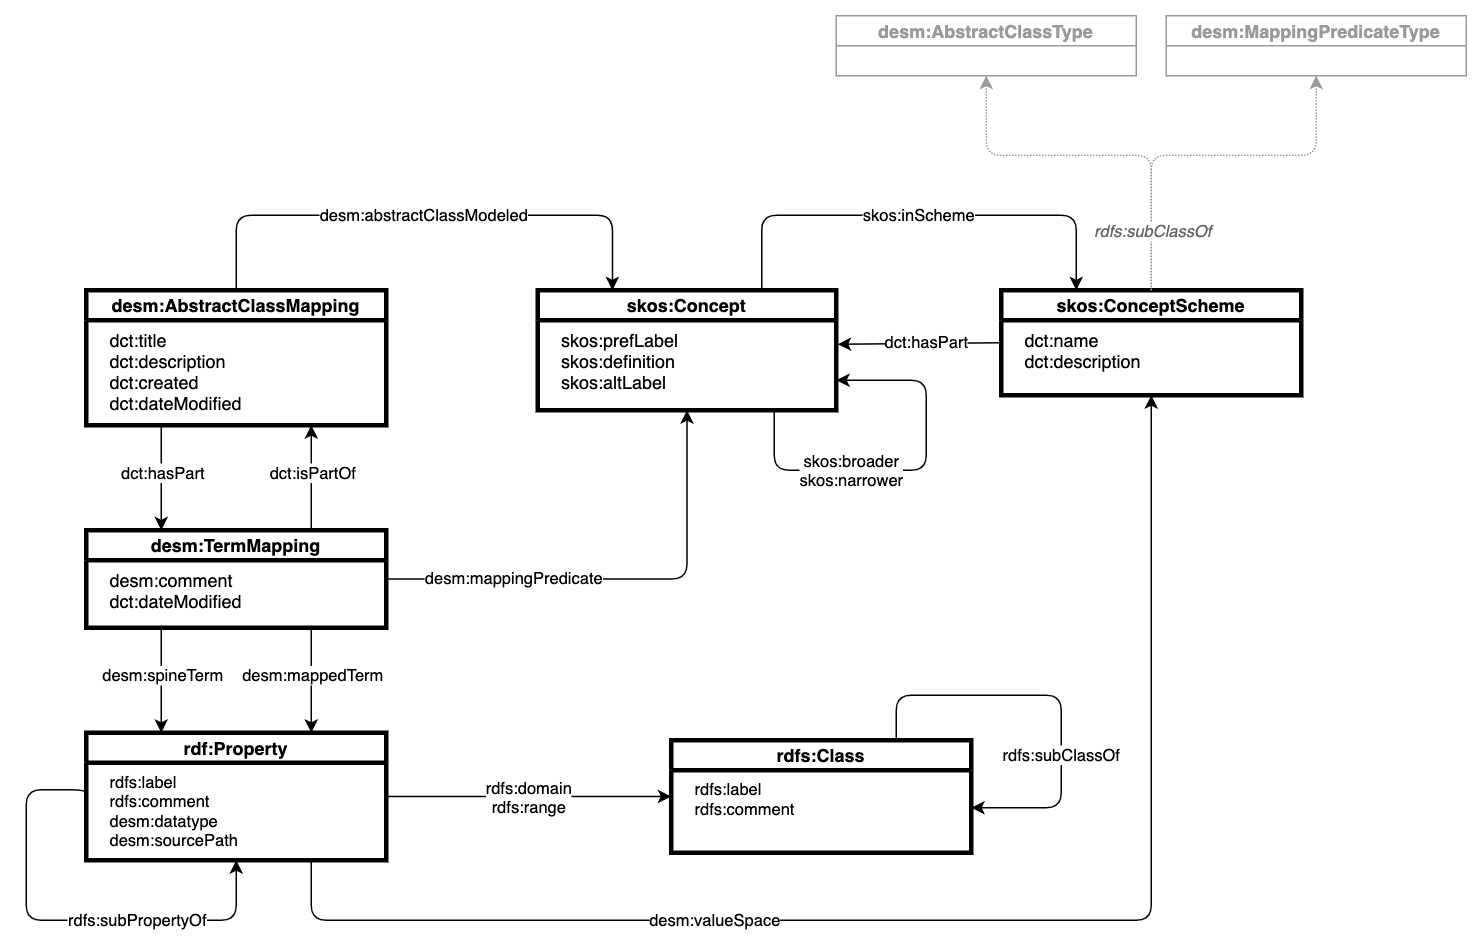 desm:AbstractClassType
desm:MappingPredicateType
desm:abstractClassModeled
skos:inScheme
rdfs:subClassOf
desm:AbstractClassMapping
dct:title
dct:description
dct:created
dct:dateModified
skos:Concept
skos:prefLabel
skos:definition
skos:altLabel
dct:hasPart
skos:ConceptScheme
dct:name
dct:description
skos:broader
skos:narrower
dct:hasPart
dct:isPartOf
desm:TermMapping
desm:comment
dct:dateModified
desm:mappingPredicate
desm:spineTerm
desm:mappedTerm
rdf:Property
rdfs:label
rdfs:comment
desm:datatype
desm:sourcePath
rdfs:domain
rdfs:range
rdfs:Class
rdfs:label
rdfs:comment
rdfs:subClassOf
rdfs:subPropertyOf
desm:valueSpace